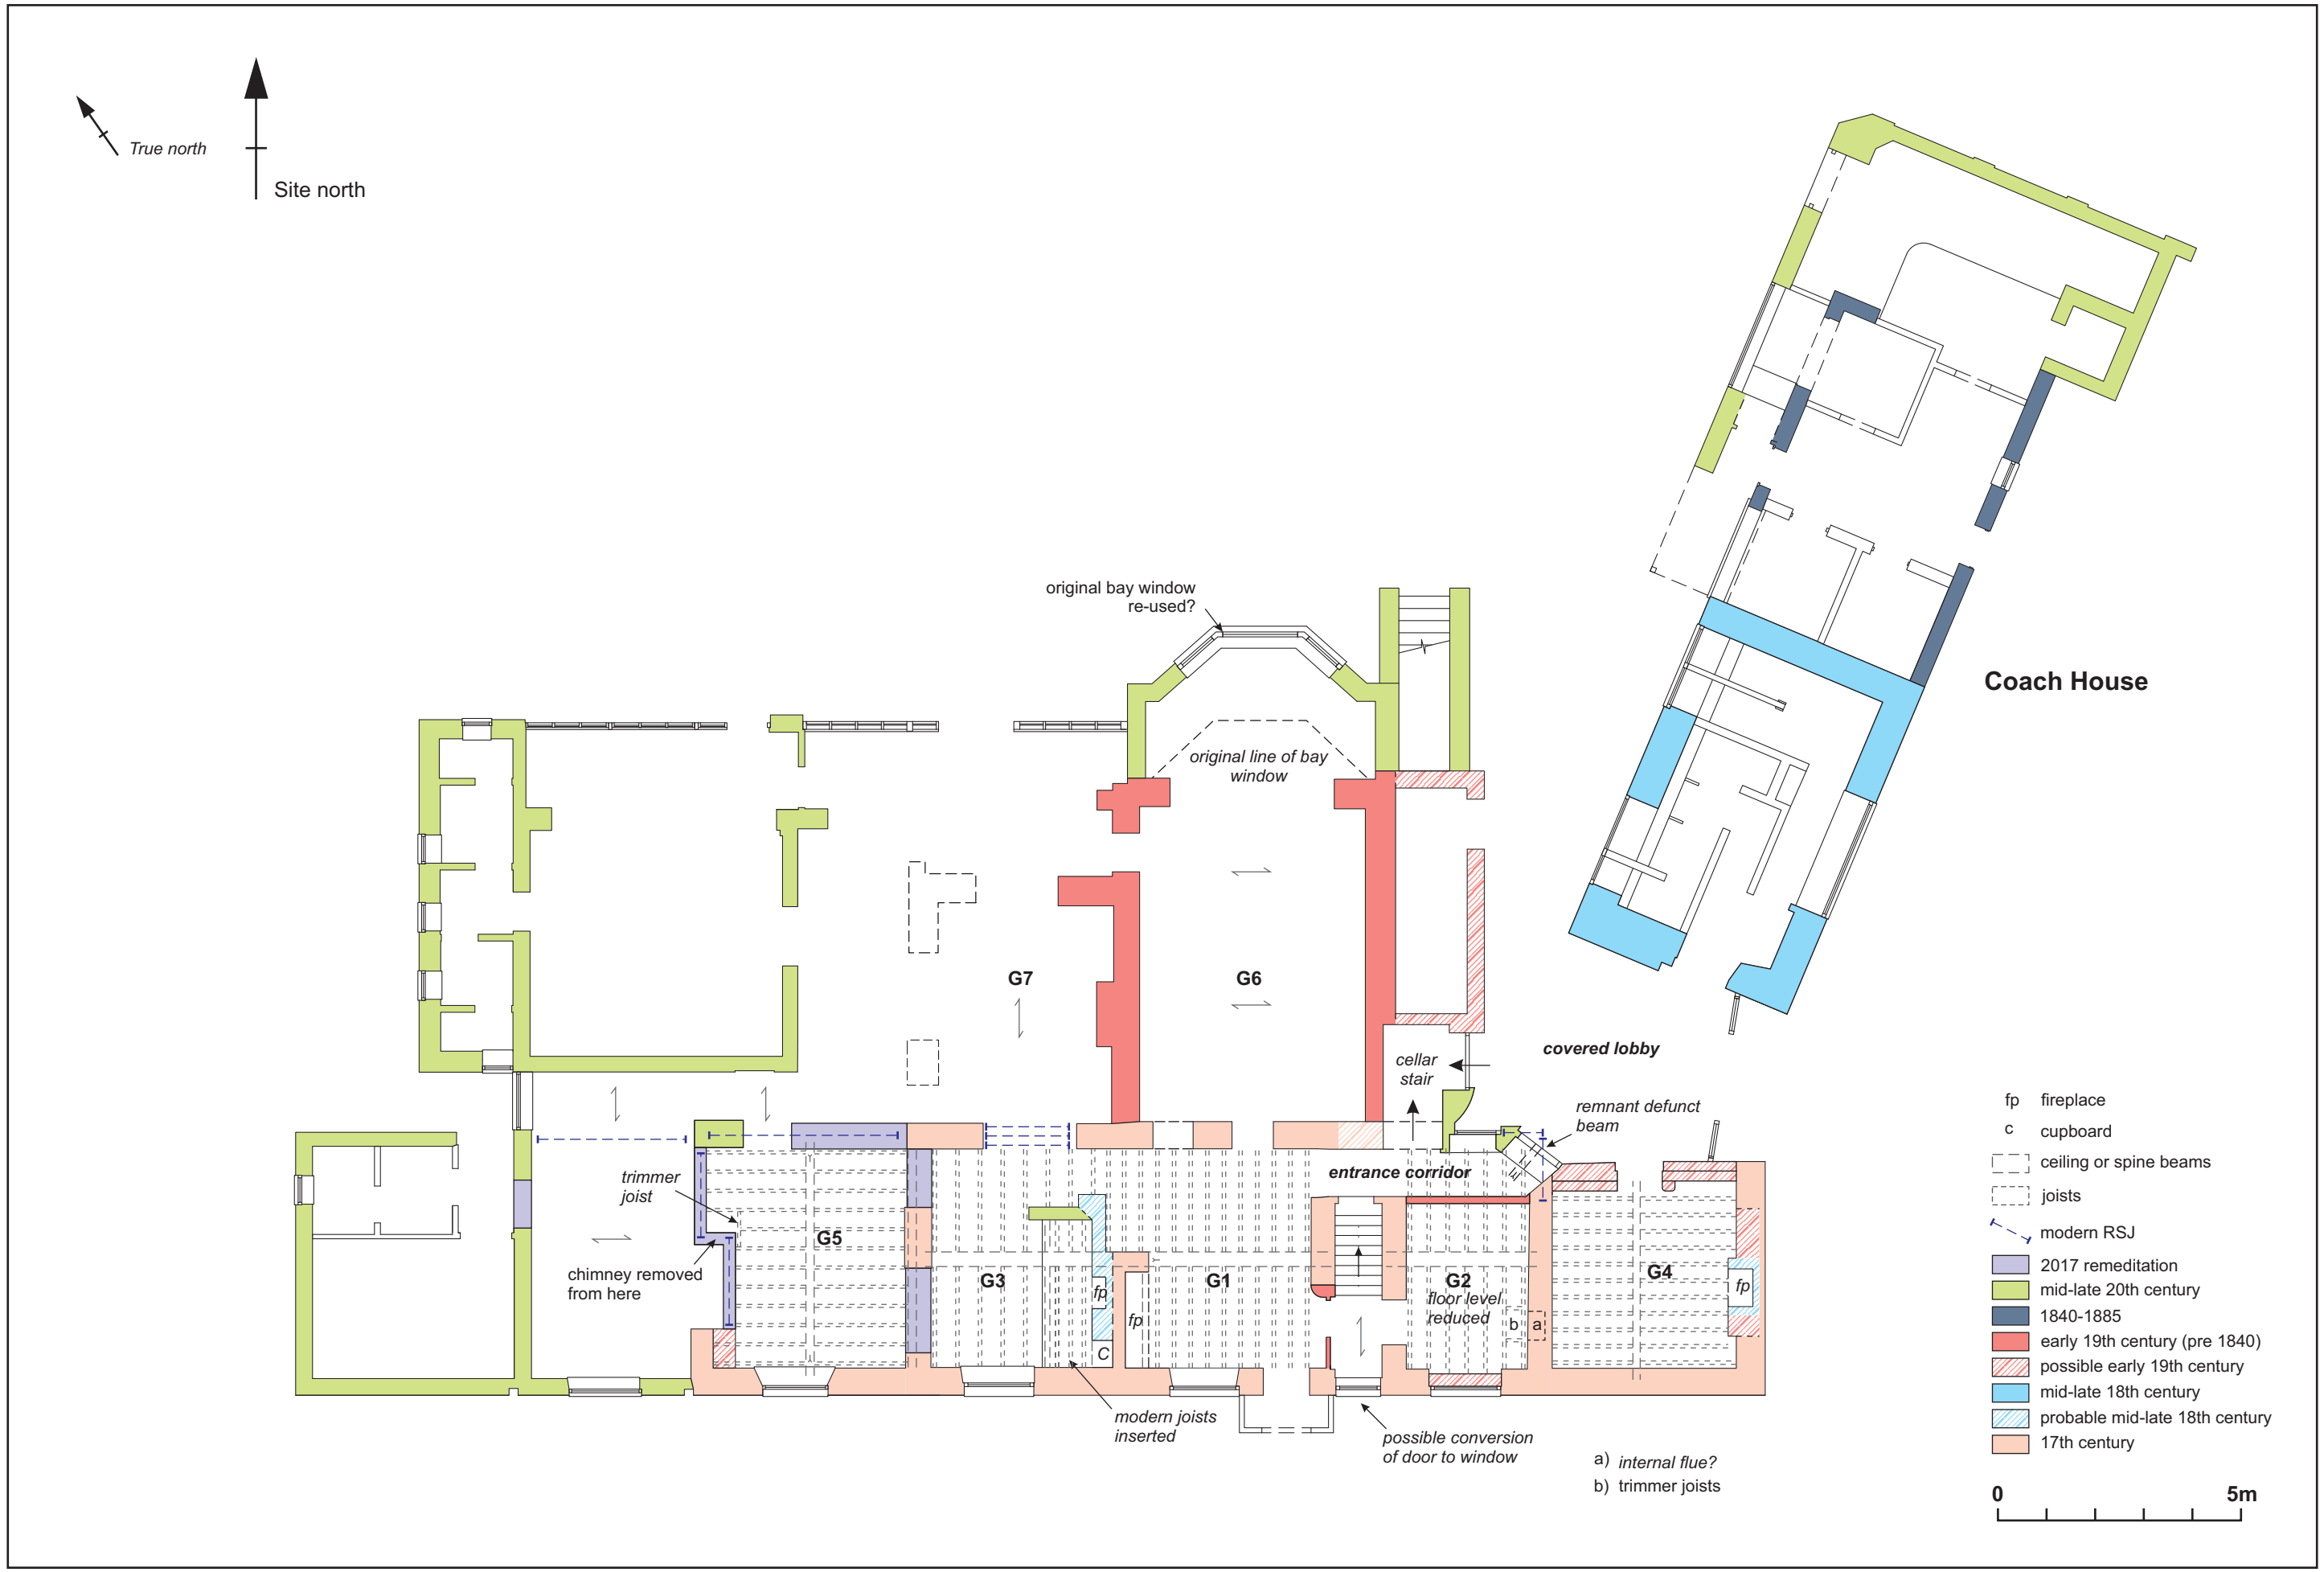 True north
Site north
original bay window
re-used?
original line of bay
window
Coach House
G7
G6
covered lobby
cellar
stair
remnant defunct
beam
entrance corridor
trimmer
joist
G5
chimney removed
from here
G3
fp
fp
C
G1
G2
floor level
reduced
b
a
G4
fp
modern joists
inserted
possible conversion
of door to window
a) internal flue?
b) trimmer joists
fp fireplace
c cupboard
ceiling or spine beams
joists
modern RSJ
2017 remeditation
mid-late 20th century
1840-1885
early 19th century (pre 1840)
possible early 19th century
mid-late 18th century
probable mid-late 18th century
17th century
0 5m